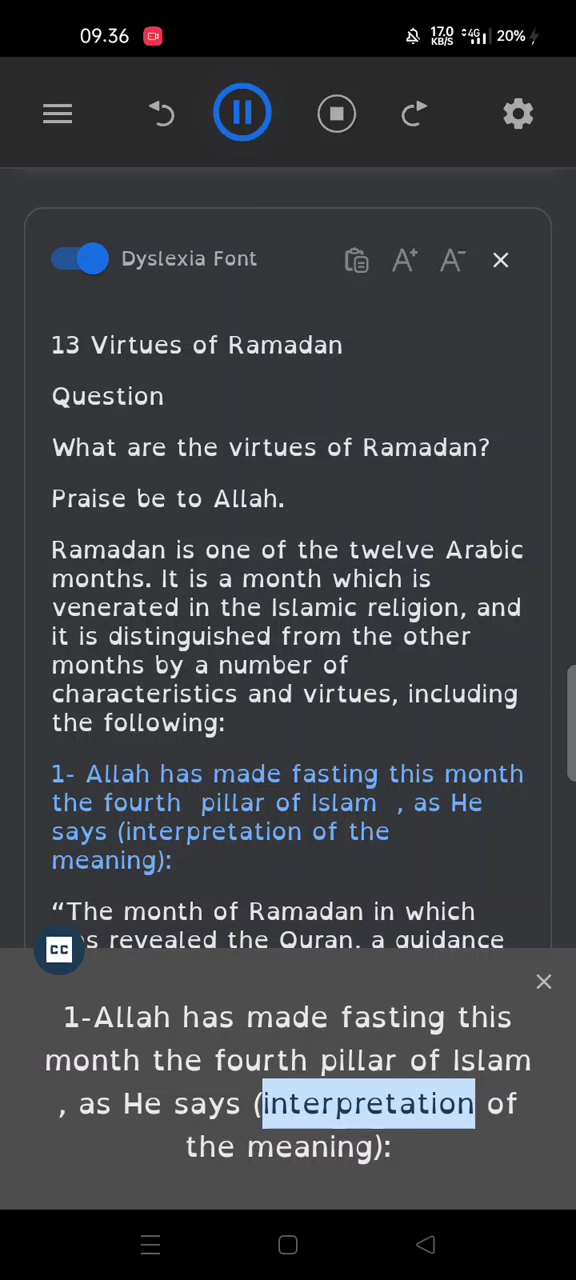 09.36
17.0
KB/S
4G
20%
Dyslexia Font
A+
A-
13 Virtues of Ramadan
Question
What are the virtues of Ramadan?
Praise be to Allah.
Ramadan is one of the twelve Arabic
months. It is a month which is
venerated in the Islamic religion, and
it is distinguished from the other
months by a number of
characteristics and virtues, including
the following:
1- Allah has made fasting this month
the fourth  pillar of Islam  , as He
says (interpretation of the
meaning):
“The month of Ramadan in which
revealed the Quran, a guidance
CC
1-Allah has made fasting this
month the fourth pillar of Islam
, as He says (interpretation of
the meaning):